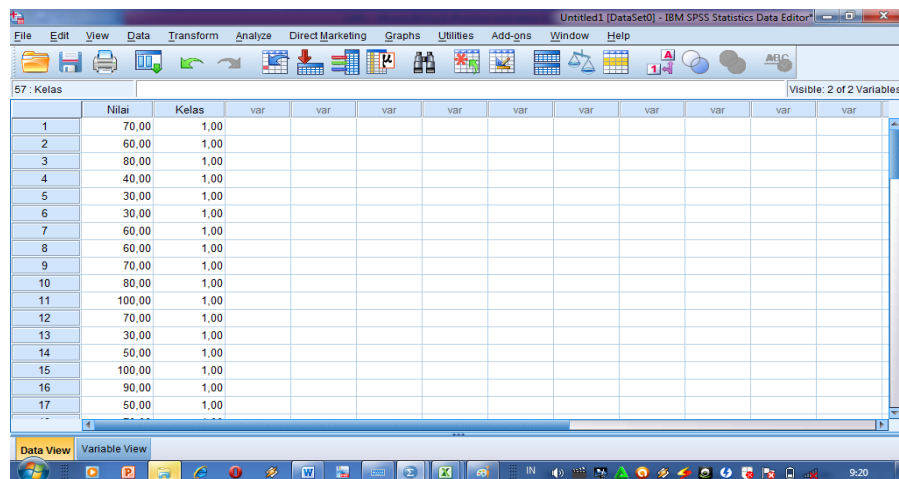 Untitled1 [DataSet0] - IBM SPSS Statistics Data Editor*
File Edit View Data Transform Analyze Direct Marketing Graphs Utilities Add-ons Window Help
57 : Kelas Visible: 2 of 2 Variables
Nilai Kelas var var var var var var var var var
1 70,00 1,00
2 60,00 1,00
3 80,00 1,00
4 40,00 1,00
5 30,00 1,00
6 30,00 1,00
7 60,00 1,00
8 60,00 1,00
9 70,00 1,00
10 80,00 1,00
11 100,00 1,00
12 70,00 1,00
13 30,00 1,00
14 50,00 1,00
15 100,00 1,00
16 90,00 1,00
17 50,00 1,00
Data View Variable View
IN 9:20